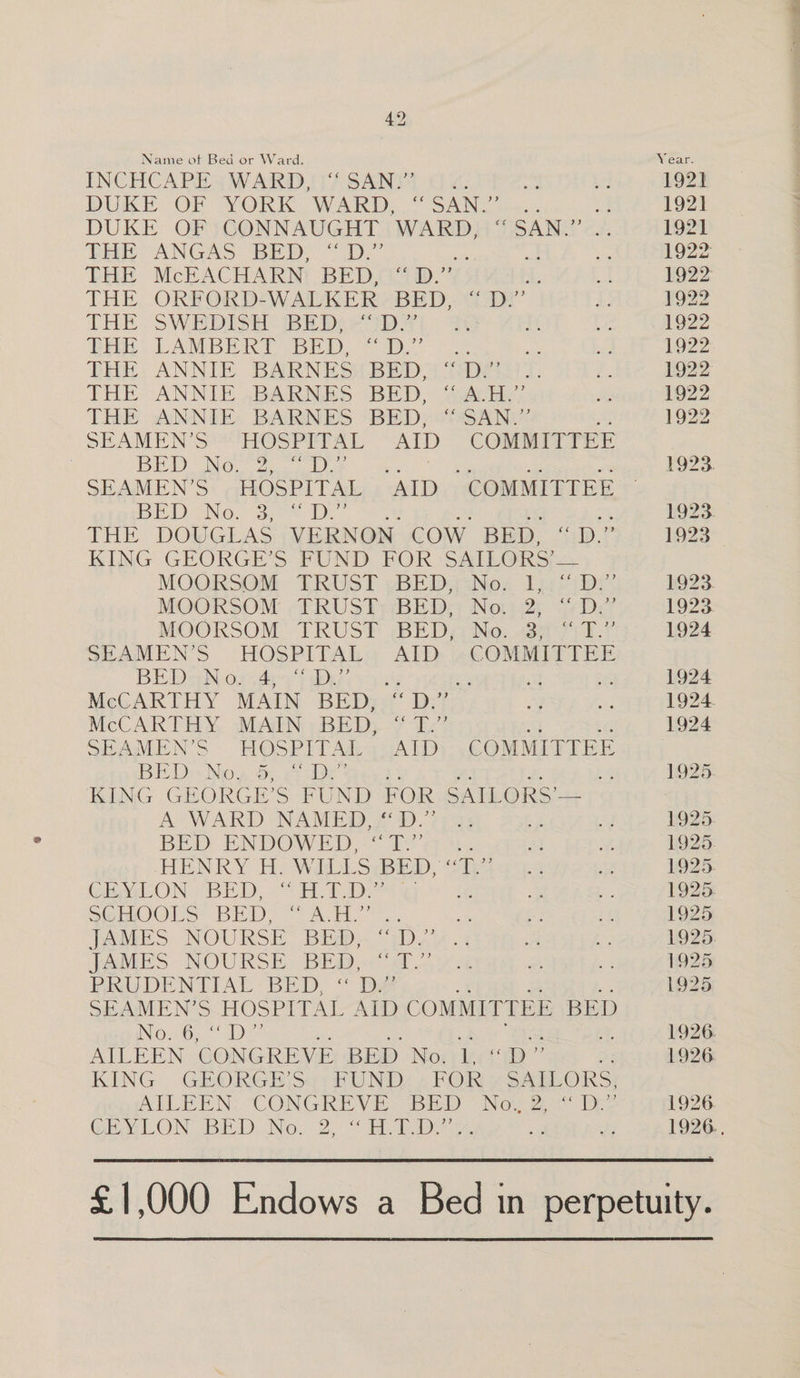 42
Name of Bed or Ward. Year.
INCHCAPE WARD, “SAN.” .. .. .. 1921
DUKE OF YORK WARD, “SAN.” .. .. 1921
DUKE OF CONNAUGHT WARD, “SAN.” .. 1921
THE ANGAS BED, “D.” .. .. .. 1922
THE McEACHARN BED, “D.” .. .. 1922
THE ORFORD-WALKER BED, “D.” .. 1922
THE SWEDISH BED, “D.” .. .. .. 1922
THE LAMBERT BED, “D.” .. .. .. 1922
THE ANNIE BARNES BED, “D.” .. .. 1922
THE ANNIE BARNES BED, “A.H.” .. 1922
THE ANNIE BARNES BED, “SAN.” .. 1922
SEAMEN’S HOSPITAL AID COMMITTEE
BED No. 2, “D.” .. .. .. .. 1923.
SEAMEN’S HOSPITAL AID COMMITTEE
BED No. 3, “D.” .. .. .. .. 1923.
THE DOUGLAS VERNON COW BED, “D.” 1923
KING GEORGE’S FUND FOR SAILORS’—
MOORSOM TRUST BED, No. 1, “D.” 1923.
MOORSOM TRUST BED, No. 2, “D.” 1923.
MOORSOM TRUST BED, No. 3, “T.” 1924
SEAMEN’S HOSPITAL AID COMMITTEE
BED No. 4, “D.” .. .. .. .. 1924
McCARTHY MAIN BED, “D.” .. .. 1924.
McCARTHY MAIN BED, “T.” .. .. 1924
SEAMEN’S HOSPITAL AID COMMITTEE
BED No. 5, “D.” .. .. .. .. 1925.
KING GEORGE’S FUND FOR SAILORS’—
A WARD NAMED, “D.” .. .. .. 1925.
BED ENDOWED, “T.” .. .. .. 1925.
HENRY H. WILLS BED, “T.” .. .. 1925.
CEYLON BED, “H.T.D.” .. .. .. 1925.
SCHOOLS BED, “A.H.” .. .. .. .. 1925
JAMES NOURSE BED, “D.” .. .. .. 1925.
JAMES NOURSE BED, “T.” .. .. .. 1925
PRUDENTIAL BED, “D.” .. .. 1925
SEAMEN’S HOSPITAL AID COMMITTEE BED
No. 6, “D” .. .. .. .. 1926.
AILEEN CONGREVE BED No. 1, “D” .. 1926.
KING GEORGE’S FUND FOR SAILORS,
AILEEN CONGREVE BED No., 2, “D.” 1926.
CEYLON BED No. 2, “H.T.D.”.. .. .. 1926.
£1,000 Endows a Bed in perpetuity.